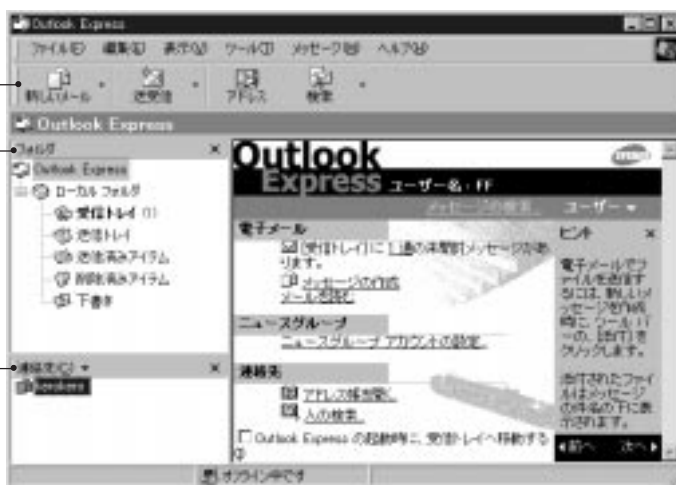 Outlook Express
ファイル(F) 編集(E) 表示(V) ツール(T) メッセージ(M) ヘルプ(H)
新しいメール 送受信 アドレス 検索
Outlook Express
フォルダ ×
Outlook Express
ローカル フォルダ
受信トレイ (1)
送信トレイ
送信済みアイテム
削除済みアイテム
下書き
連絡先(C) ×
Outlook
Express ユーザー名 : FF
メッセージの検索... ユーザー
電子メール
[受信トレイ]に 1 通の未開封メッセージがあ
ります。
メッセージの作成
メールを読む
ニュースグループ
ニュースグループ アカウントの設定...
連絡先
アドレス帳を開く...
人の検索...
Outlook Express の起動時に、受信トレイへ移動する
ヒント ×
電子メールでフ
ァイルを送信す
るには、新しいメ
ッセージを作成
時に、ツール バ
ーの、[添付] を
クリックします。
添付されたファイ
ルはメッセージ
の件名の下に表
示されます。
前へ 次へ
オフライン中です